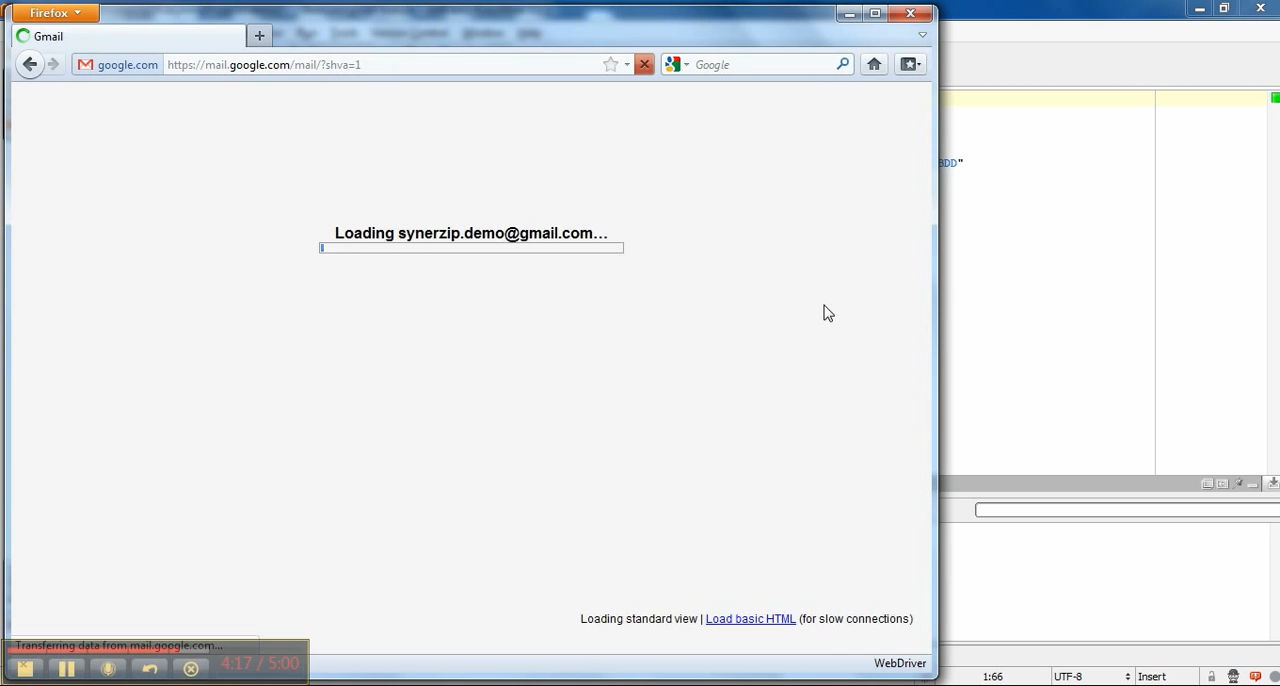 Firefox
Gmail
google.com https://mail.google.com/mail/?shva=1 Google
BDD"
Loading synerzip.demo@gmail.com...
Loading standard view | Load basic HTML (for slow connections)
Transferring data from mail.google.com...
4:17 / 5:00
WebDriver
1:66 UTF-8 Insert